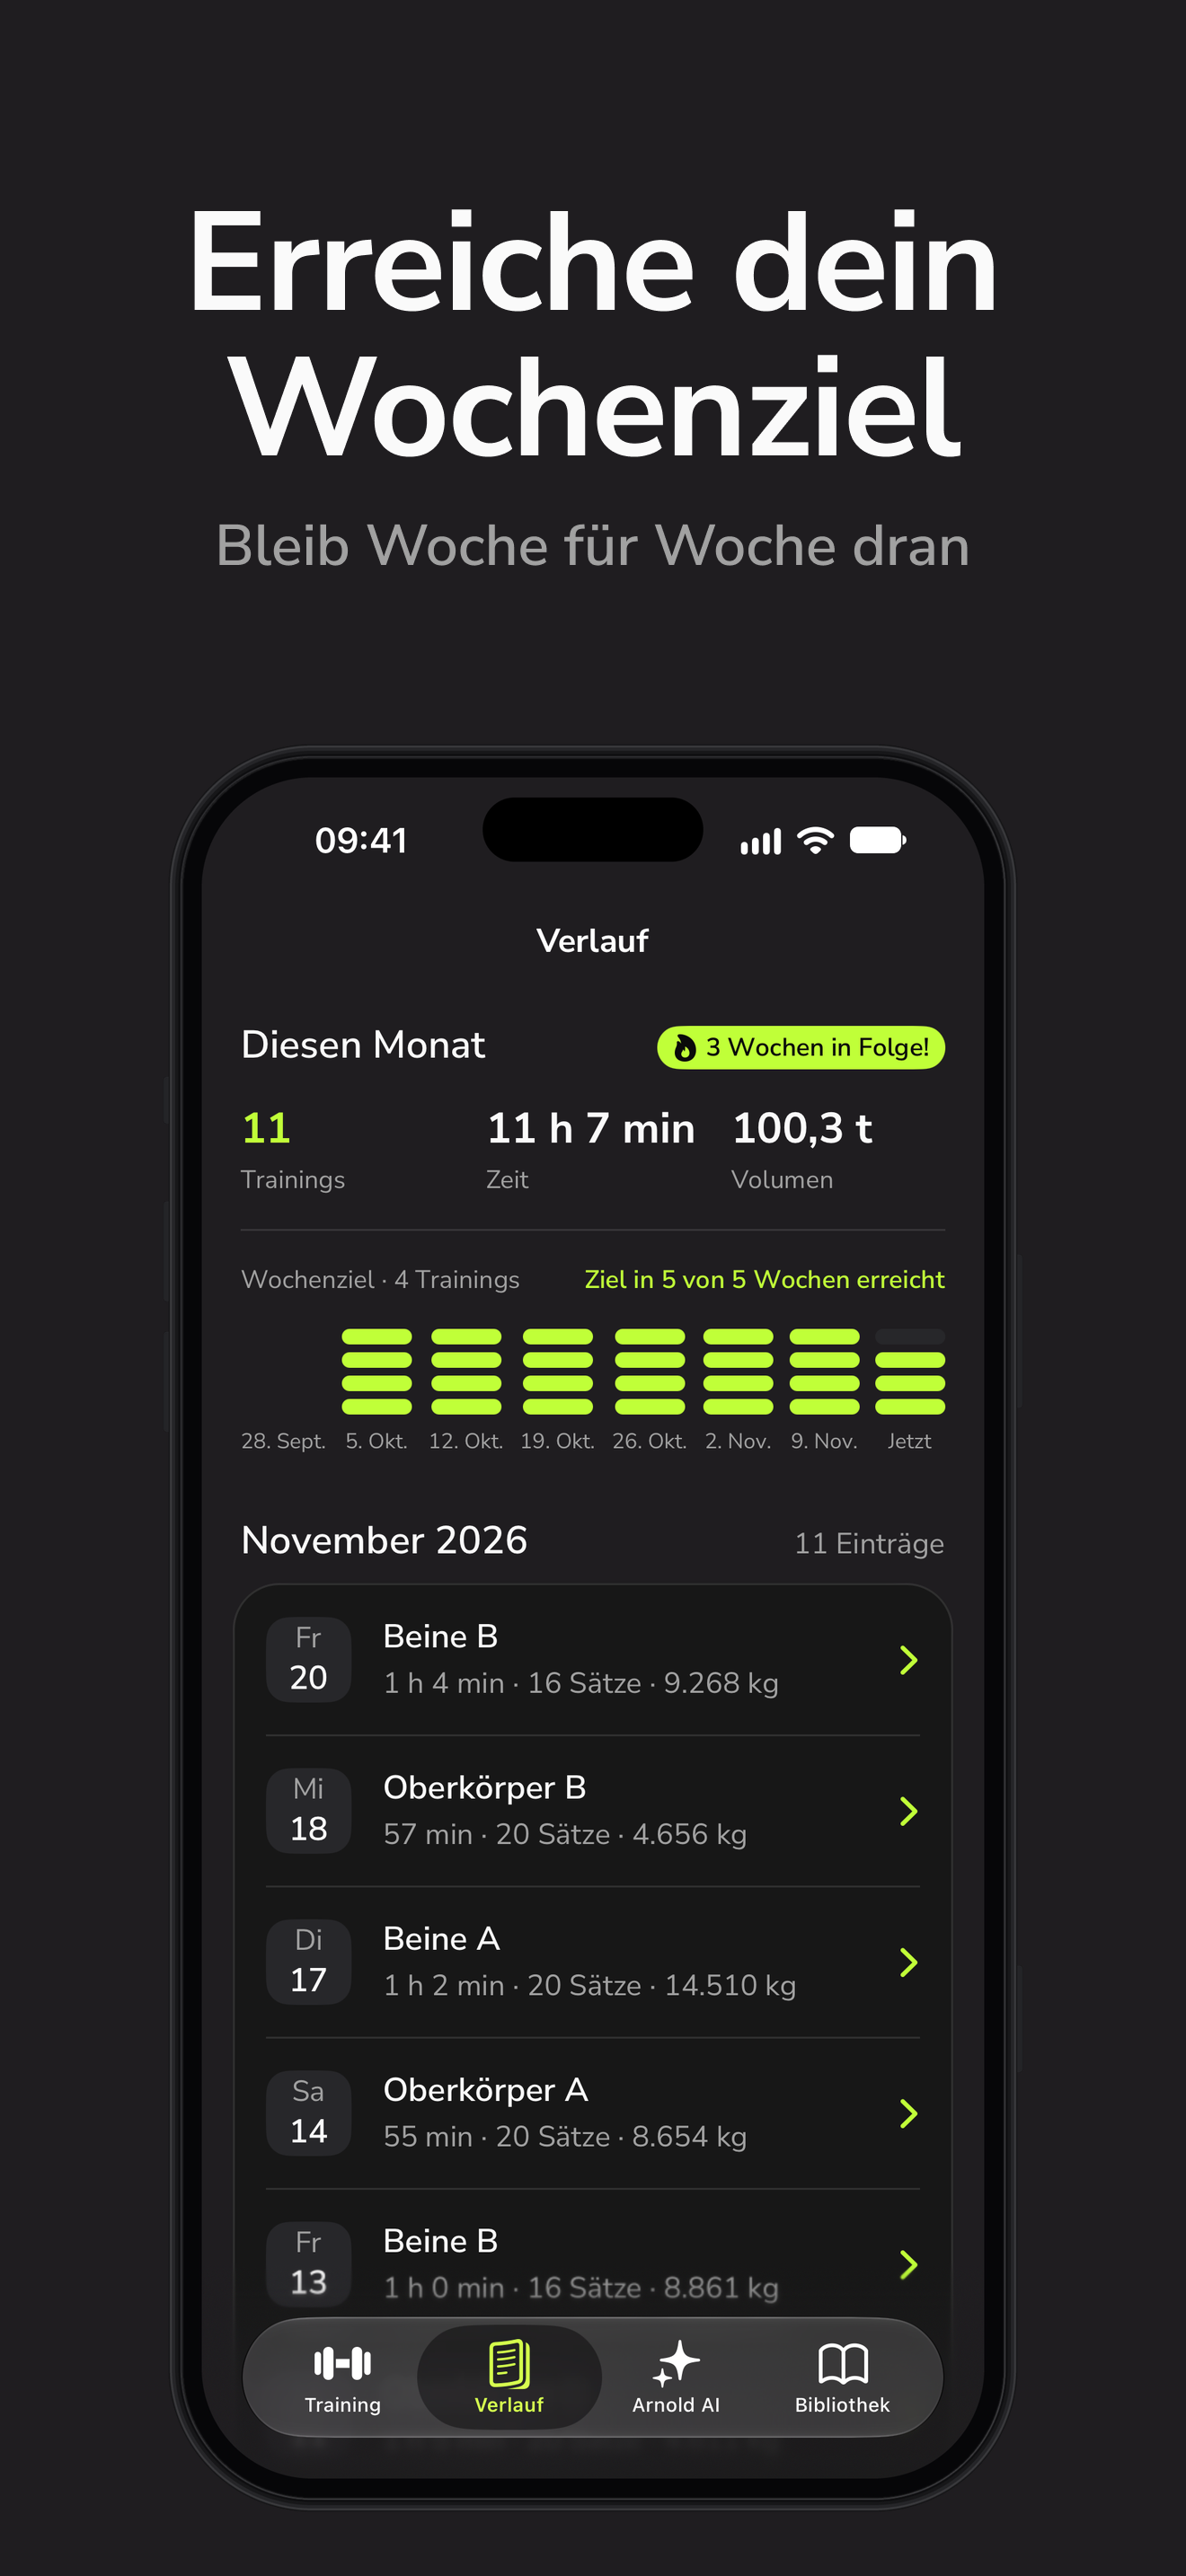 Erreiche dein
Wochenziel
Bleib Woche für Woche dran
09:41
Verlauf
Diesen Monat
3 Wochen in Folge!
11 11 h 7 min 100,3 t
Trainings Zeit Volumen
Wochenziel · 4 Trainings Ziel in 5 von 5 Wochen erreicht
28. Sept. 5. Okt. 12. Okt. 19. Okt. 26. Okt. 2. Nov. 9. Nov. Jetzt
November 2026 11 Einträge
Fr
20
Beine B
1 h 4 min · 16 Sätze · 9.268 kg
Mi
18
Oberkörper B
57 min · 20 Sätze · 4.656 kg
Di
17
Beine A
1 h 2 min · 20 Sätze · 14.510 kg
Sa
14
Oberkörper A
55 min · 20 Sätze · 8.654 kg
Fr
13
Beine B
1 h 0 min · 16 Sätze · 8.861 kg
Training Verlauf Arnold AI Bibliothek